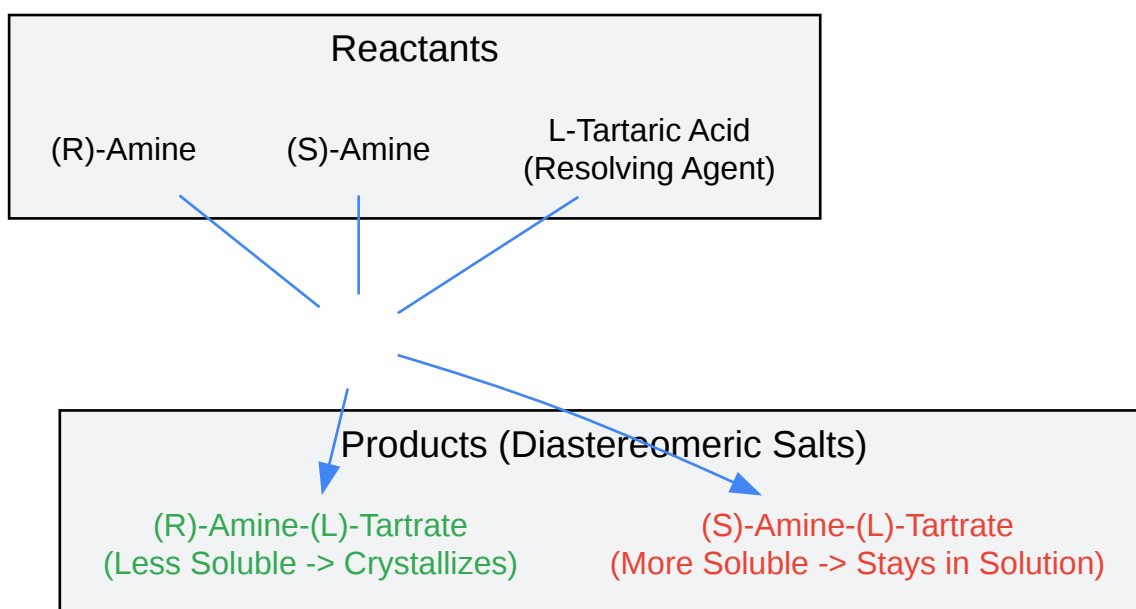 Reactants
(R)-Amine
(S)-Amine
L-Tartaric Acid
(Resolving Agent)
Products (Diastereomeric Salts)
(R)-Amine-(L)-Tartrate
(Less Soluble -> Crystallizes)
(S)-Amine-(L)-Tartrate
(More Soluble -> Stays in Solution)